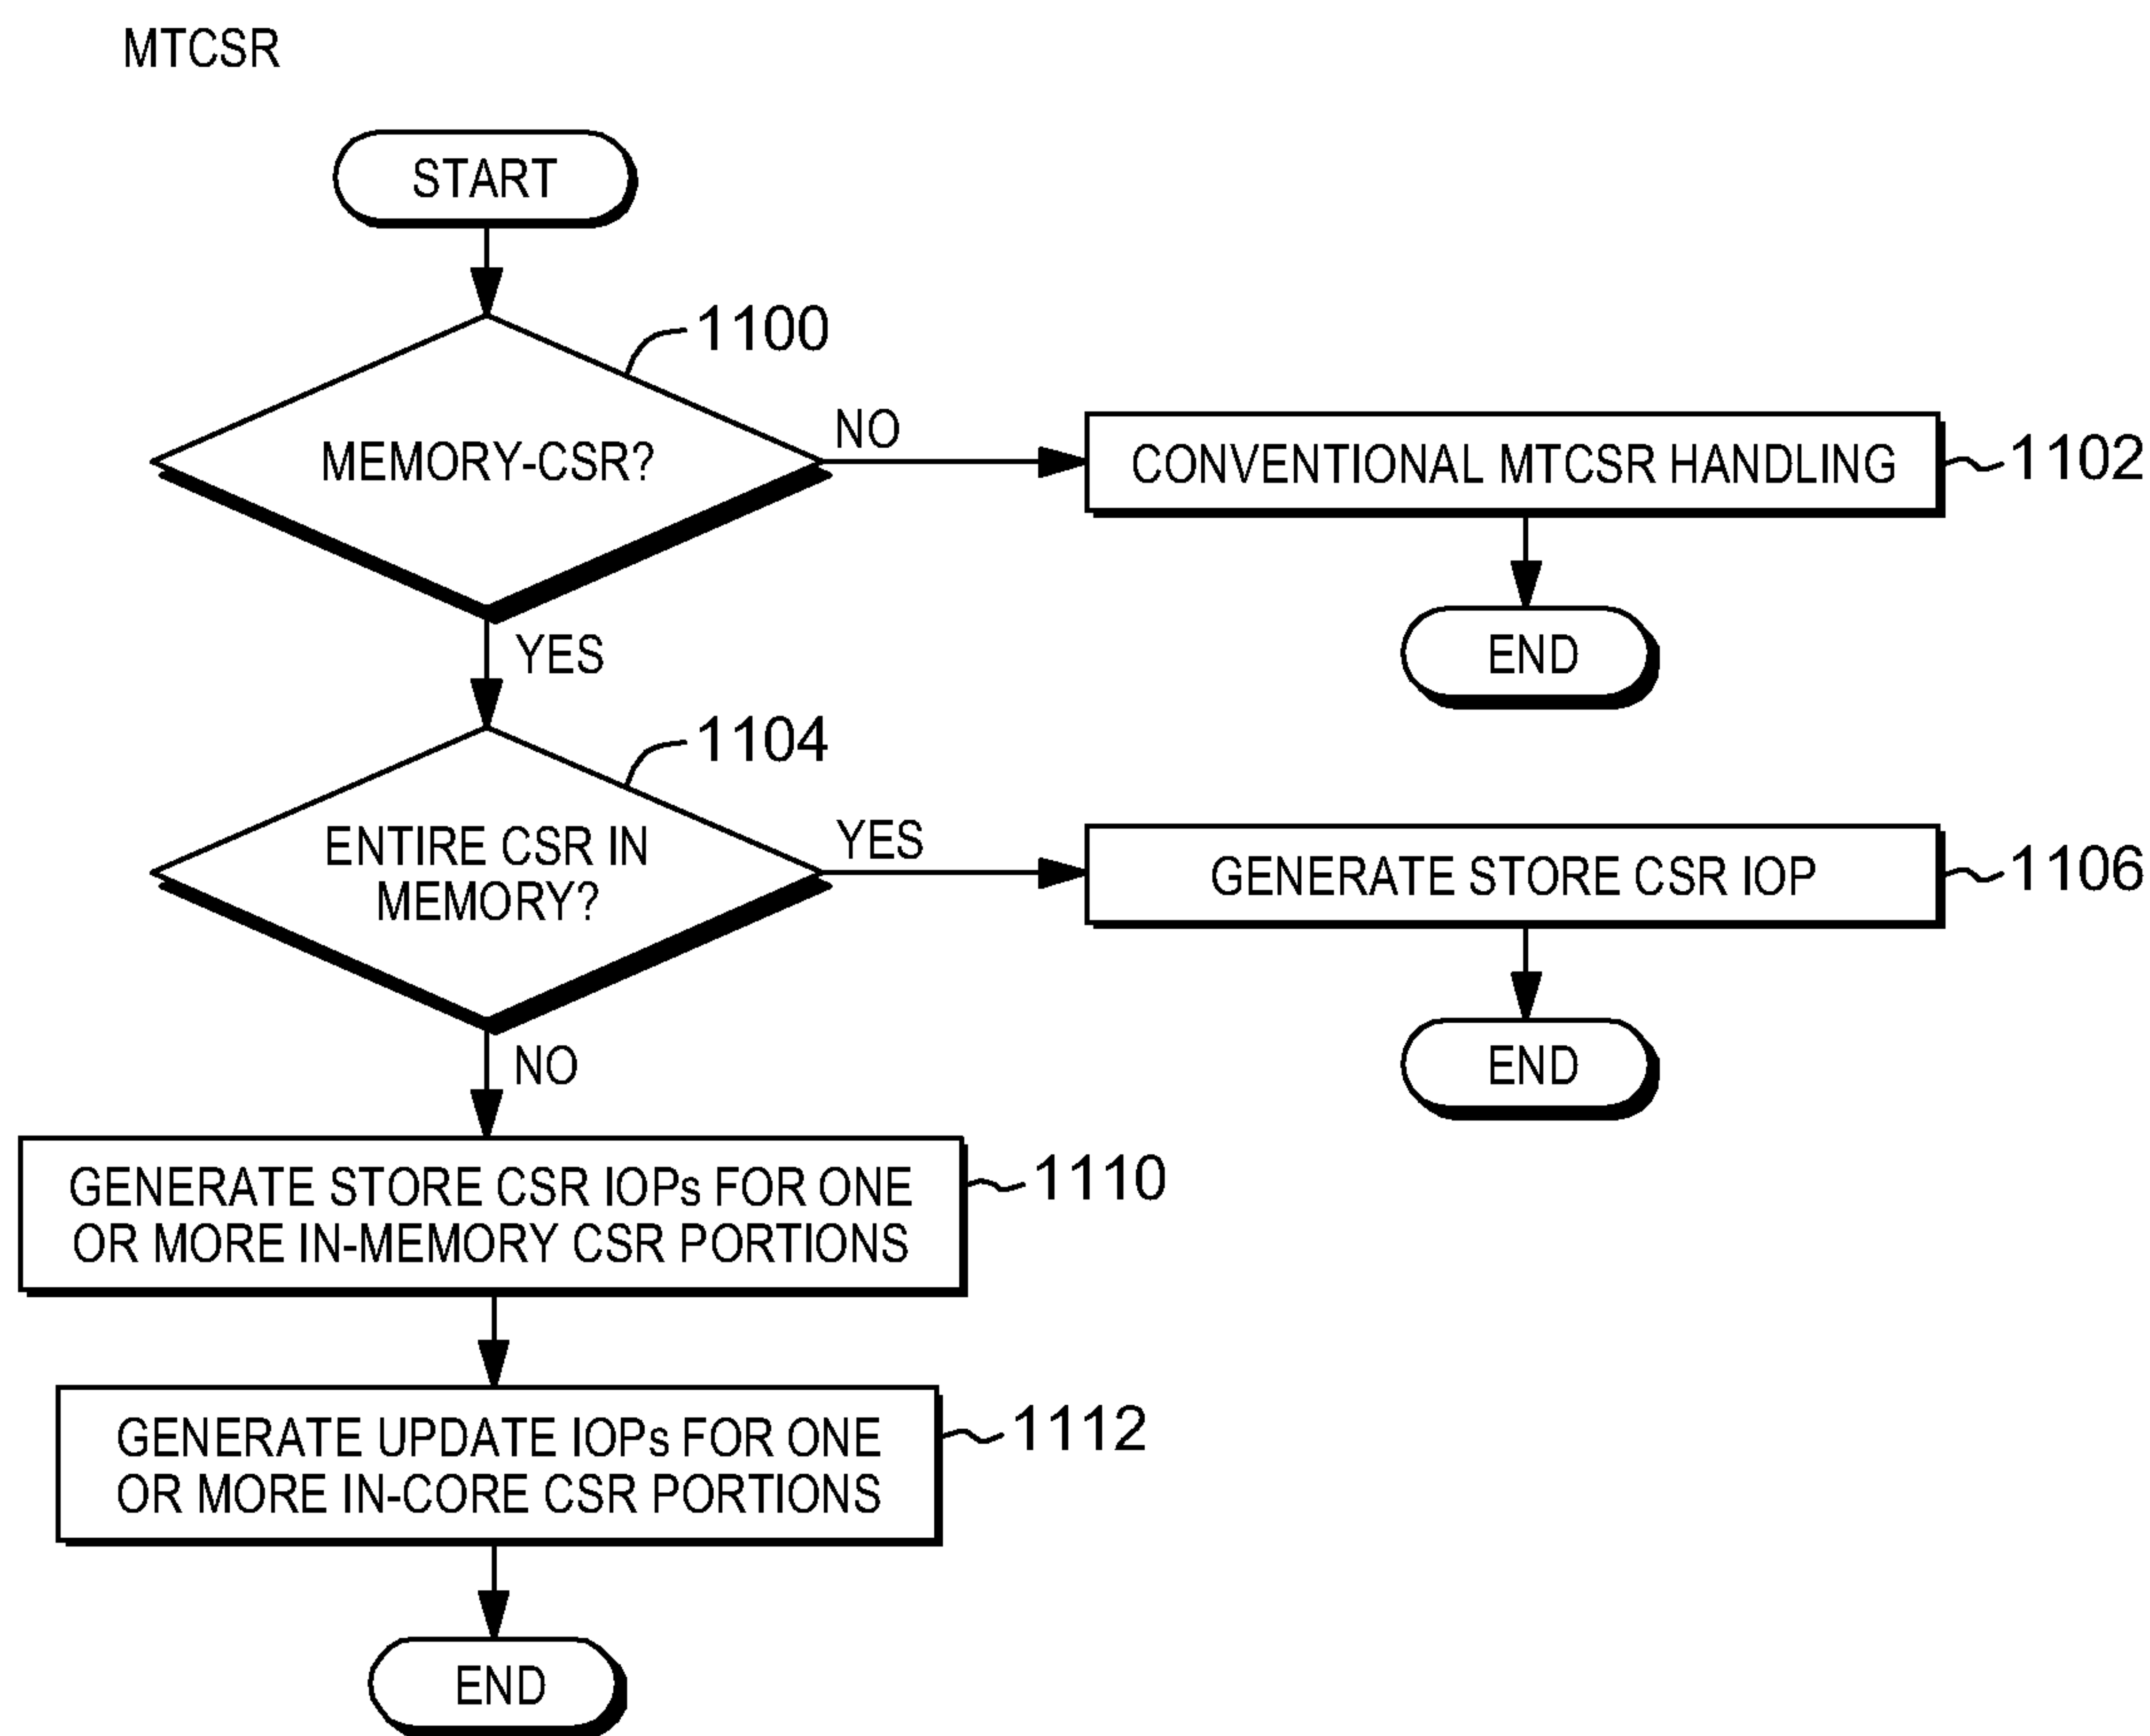 MTCSR
START
1100
MEMORY-CSR?
NO
CONVENTIONAL MTCSR HANDLING
1102
END
YES
1104
ENTIRE CSR IN
MEMORY?
YES
GENERATE STORE CSR IOP
1106
END
NO
GENERATE STORE CSR IOPs FOR ONE
OR MORE IN-MEMORY CSR PORTIONS
1110
GENERATE UPDATE IOPs FOR ONE
OR MORE IN-CORE CSR PORTIONS
1112
END